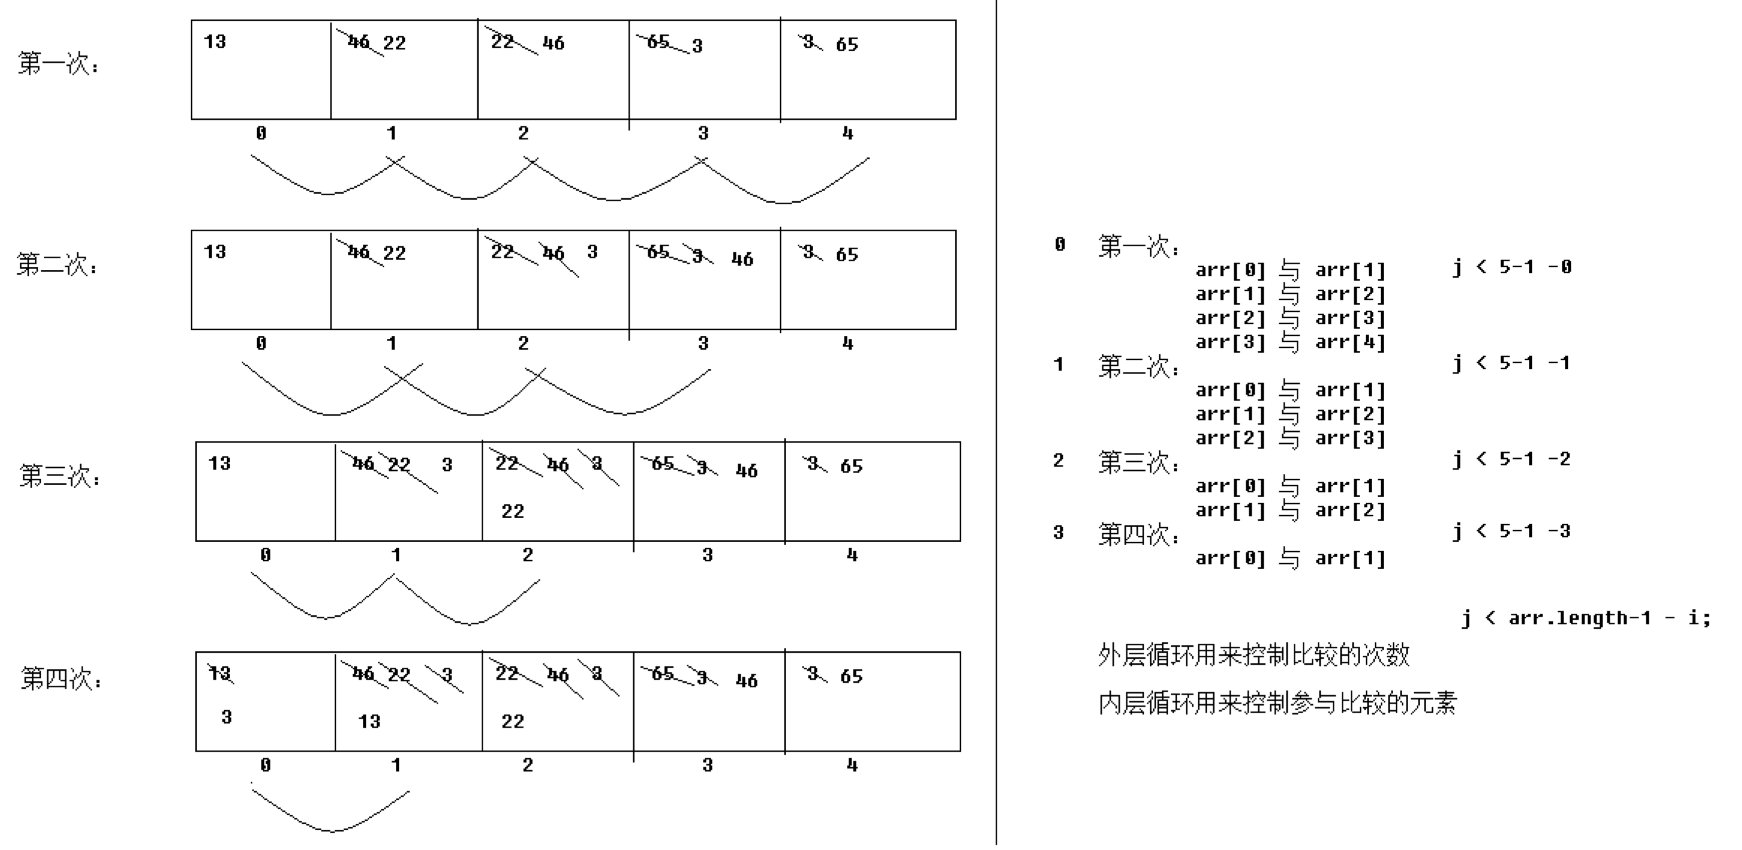 第一次：
13 46 22 22 46 65 3 3 65
0 1 2 3 4
第二次：
13 46 22 22 46 3 65 3 46 3 65
0 1 2 3 4
第三次：
13 46 22 3 22 46 3 65 3 46 3 65
22
0 1 2 3 4
第四次：
13 46 22 3 22 46 3 65 3 46 3 65
3 13 22
0 1 2 3 4
0 第一次：
arr[0] 与 arr[1] j < 5-1 -0
arr[1] 与 arr[2]
arr[2] 与 arr[3]
arr[3] 与 arr[4]
1 第二次： j < 5-1 -1
arr[0] 与 arr[1]
arr[1] 与 arr[2]
arr[2] 与 arr[3]
2 第三次： j < 5-1 -2
arr[0] 与 arr[1]
arr[1] 与 arr[2]
3 第四次： j < 5-1 -3
arr[0] 与 arr[1]
j < arr.length-1 - i;
外层循环用来控制比较的次数
内层循环用来控制参与比较的元素